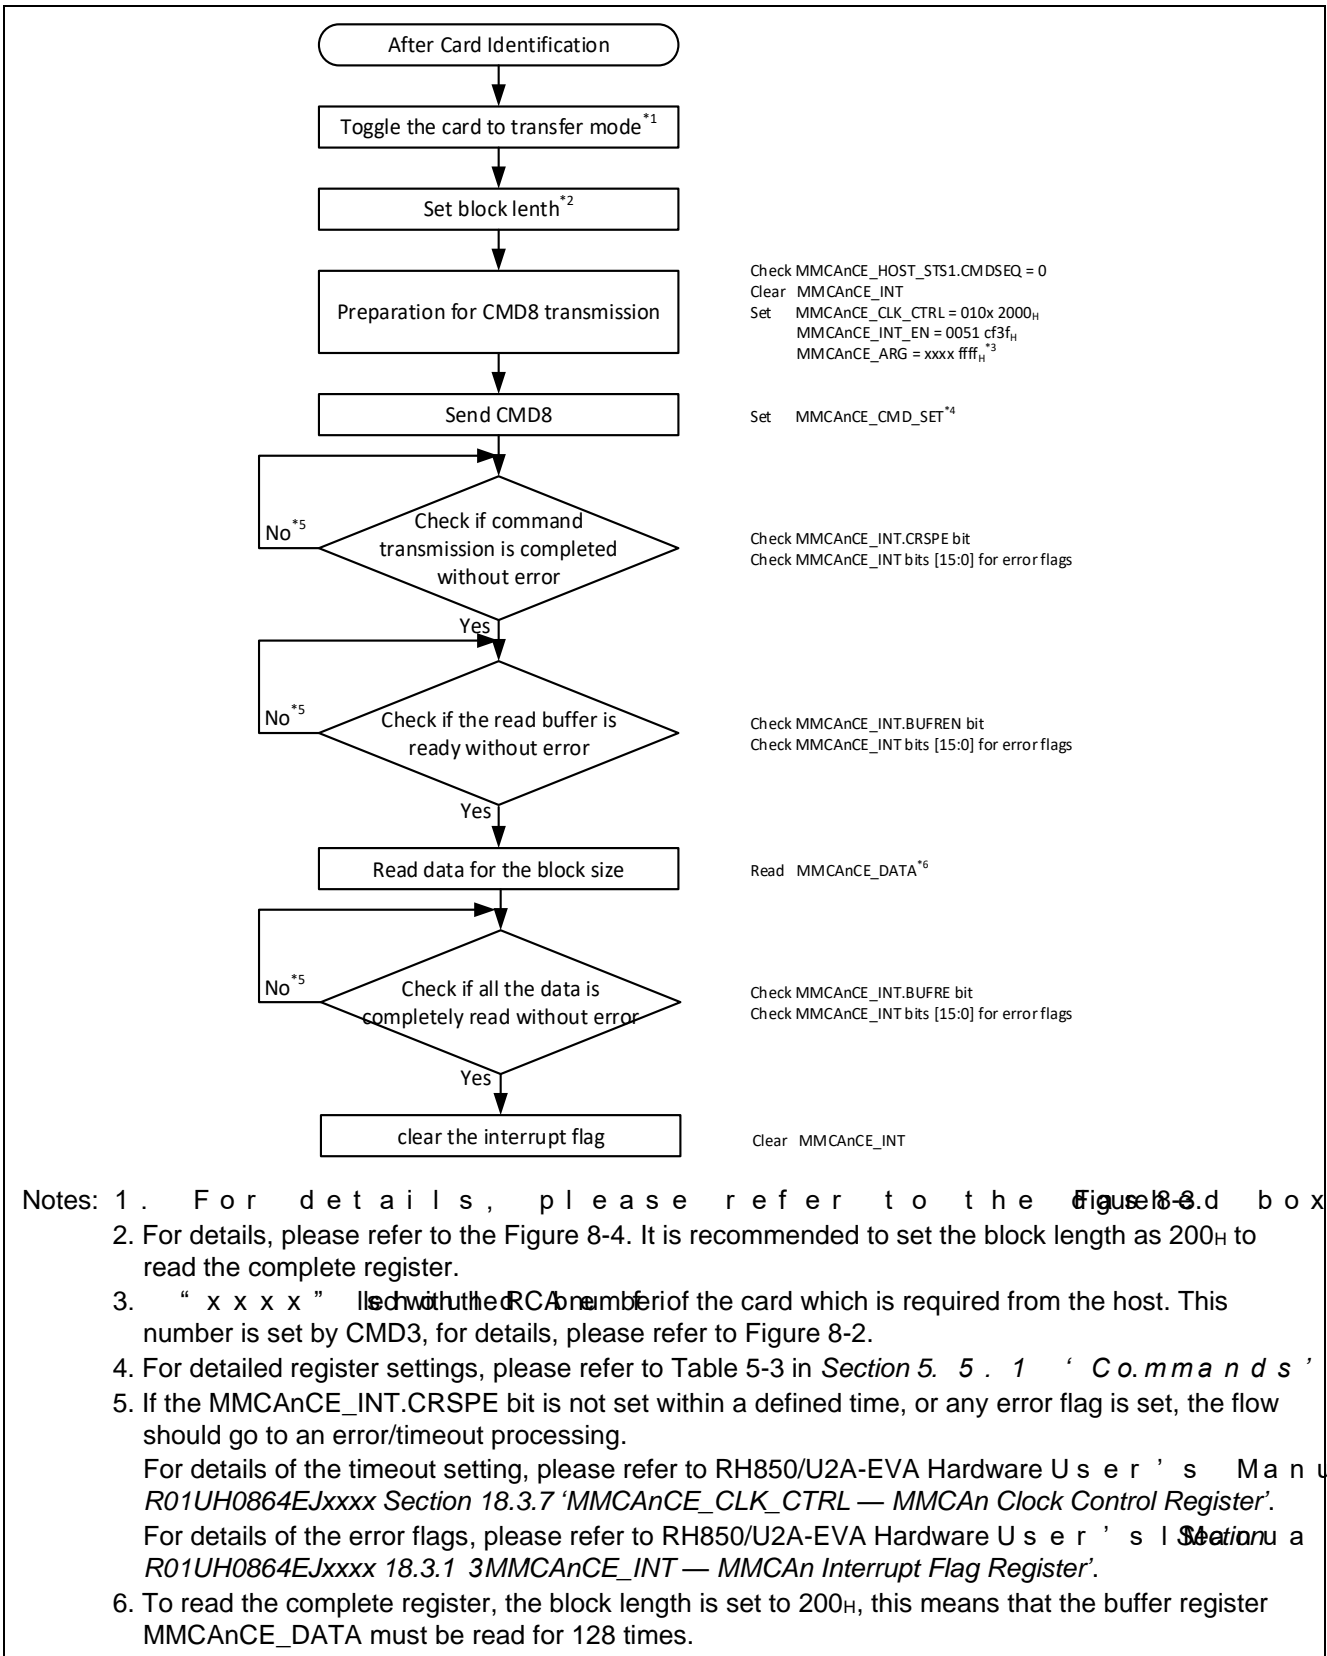 After Card Identification
Toggle the card to transfer mode*1
Set block lenth*2
Preparation for CMD8 transmission
Check MMCAnCE_HOST_STS1.CMDSEQ = 0
Clear MMCAnCE_INT
Set MMCAnCE_CLK_CTRL = 010x 2000H
MMCAnCE_INT_EN = 0051 cf3fH
MMCAnCE_ARG = xxxx ffffH*3
Send CMD8
Set MMCAnCE_CMD_SET*4
No*5
Check if command
transmission is completed
without error
Check MMCAnCE_INT.CRSPE bit
Check MMCAnCE_INT bits [15:0] for error flags
Yes
No*5
Check if the read buffer is
ready without error
Check MMCAnCE_INT.BUFREN bit
Check MMCAnCE_INT bits [15:0] for error flags
Yes
Read data for the block size
Read MMCAnCE_DATA*6
No*5
Check if all the data is
completely read without error
Check MMCAnCE_INT.BUFRE bit
Check MMCAnCE_INT bits [15:0] for error flags
Yes
clear the interrupt flag
Clear MMCAnCE_INT
Notes: 1. For details, please refer to the box
2. For details, please refer to the Figure 8-4. It is recommended to set the block length as 200H to
read the complete register.
3. "xxxx" of the card which is required from the host. This
number is set by CMD3, for details, please refer to Figure 8-2.
4. For detailed register settings, please refer to Table 5-3 in Section 5.5.1 ‘Commands’.
5. If the MMCAnCE_INT.CRSPE bit is not set within a defined time, or any error flag is set, the flow
should go to an error/timeout processing.
For details of the timeout setting, please refer to RH850/U2A-EVA Hardware User’s Manu
R01UH0864EJxxxx Section 18.3.7 ‘MMCAnCE_CLK_CTRL — MMCAn Clock Control Register’.
For details of the error flags, please refer to RH850/U2A-EVA Hardware User’s
R01UH0864EJxxxx 18.3.1 3MMCAnCE_INT — MMCAn Interrupt Flag Register’.
6. To read the complete register, the block length is set to 200H, this means that the buffer register
MMCAnCE_DATA must be read for 128 times.